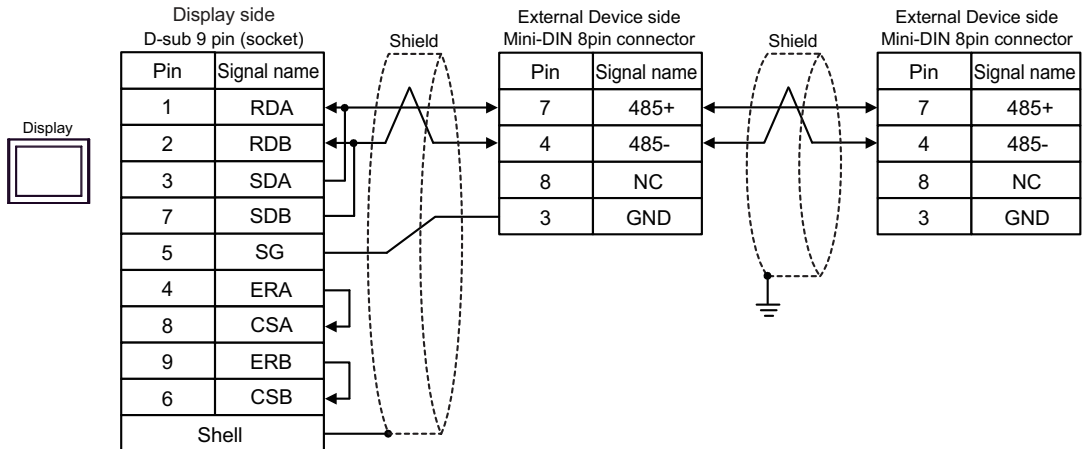 Display side
D-sub 9 pin (socket)
Shield
External Device side
Mini-DIN 8pin connector
Shield
External Device side
Mini-DIN 8pin connector
Display
Pin Signal name
1 RDA
2 RDB
3 SDA
7 SDB
5 SG
4 ERA
8 CSA
9 ERB
6 CSB
Shell
Pin Signal name
7 485+
4 485-
8 NC
3 GND
Pin Signal name
7 485+
4 485-
8 NC
3 GND